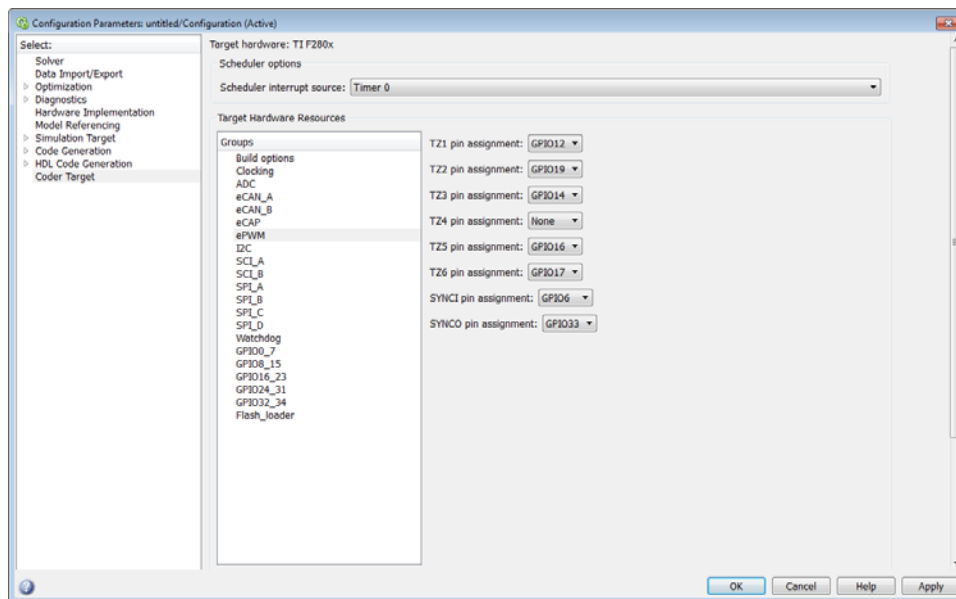 Configuration Parameters: untitled/Configuration (Active)
Select:
Solver
Data Import/Export
Optimization
Diagnostics
Hardware Implementation
Model Referencing
Simulation Target
Code Generation
HDL Code Generation
Coder Target
Target hardware: TI F280x
Scheduler options
Scheduler interrupt source: Timer 0
Target Hardware Resources
Groups
Build options
Clocking
ADC
eCAN_A
eCAN_B
eCAP
ePWM
I2C
SCI_A
SCI_B
SPI_A
SPI_B
SPI_C
SPI_D
Watchdog
GPIO0_7
GPIO8_15
GPIO16_23
GPIO24_31
GPIO32_34
Flash_loader
TZ1 pin assignment: GPIO12
TZ2 pin assignment: GPIO19
TZ3 pin assignment: GPIO14
TZ4 pin assignment: None
TZ5 pin assignment: GPIO16
TZ6 pin assignment: GPIO17
SYNCI pin assignment: GPIO6
SYNCO pin assignment: GPIO33
OK Cancel Help Apply